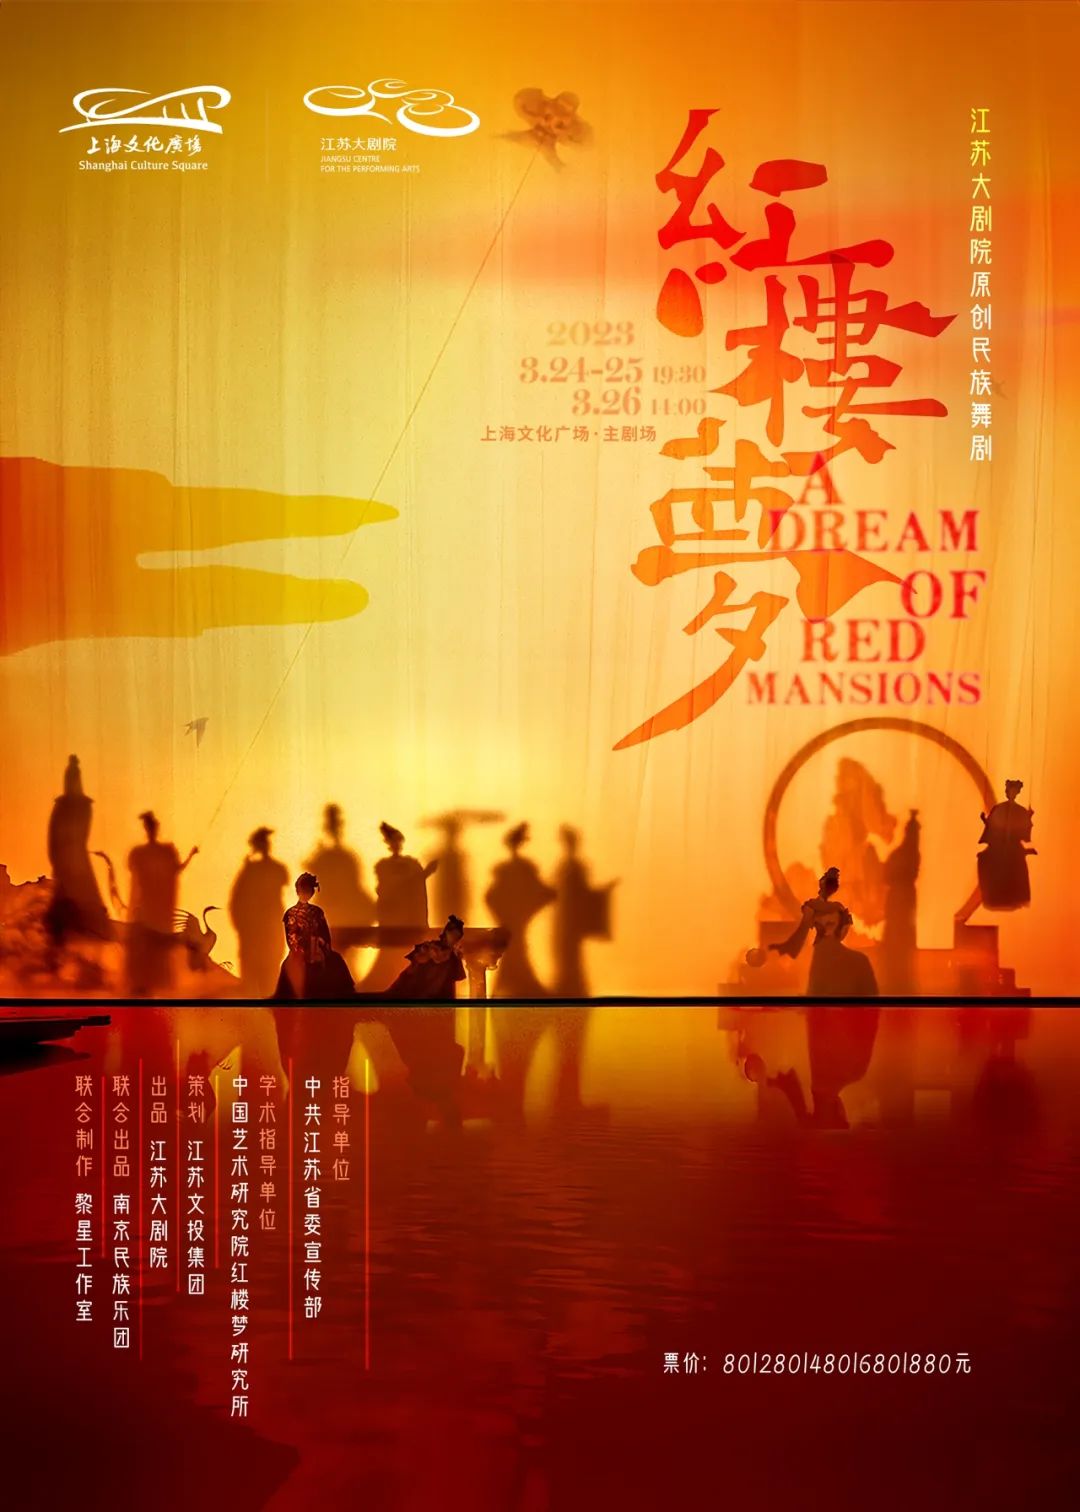 上海文化廣場
Shanghai Culture Square
江苏大剧院
JIANGSU CENTRE
FOR THE PERFORMING ARTS
江苏大剧院原创民族舞剧
紅樓夢
A
DREAM
OF
RED
MANSIONS
2023
3.24-25 19:30
3.26 14:00
上海文化广场·主剧场
指导单位
中共江苏省委宣传部
学术指导单位
中国艺术研究院红楼梦研究所
策划 江苏文投集团
出品 江苏大剧院
联合出品 南京民族乐团
联合制作 黎星工作室
票价：80|280|480|680|880元